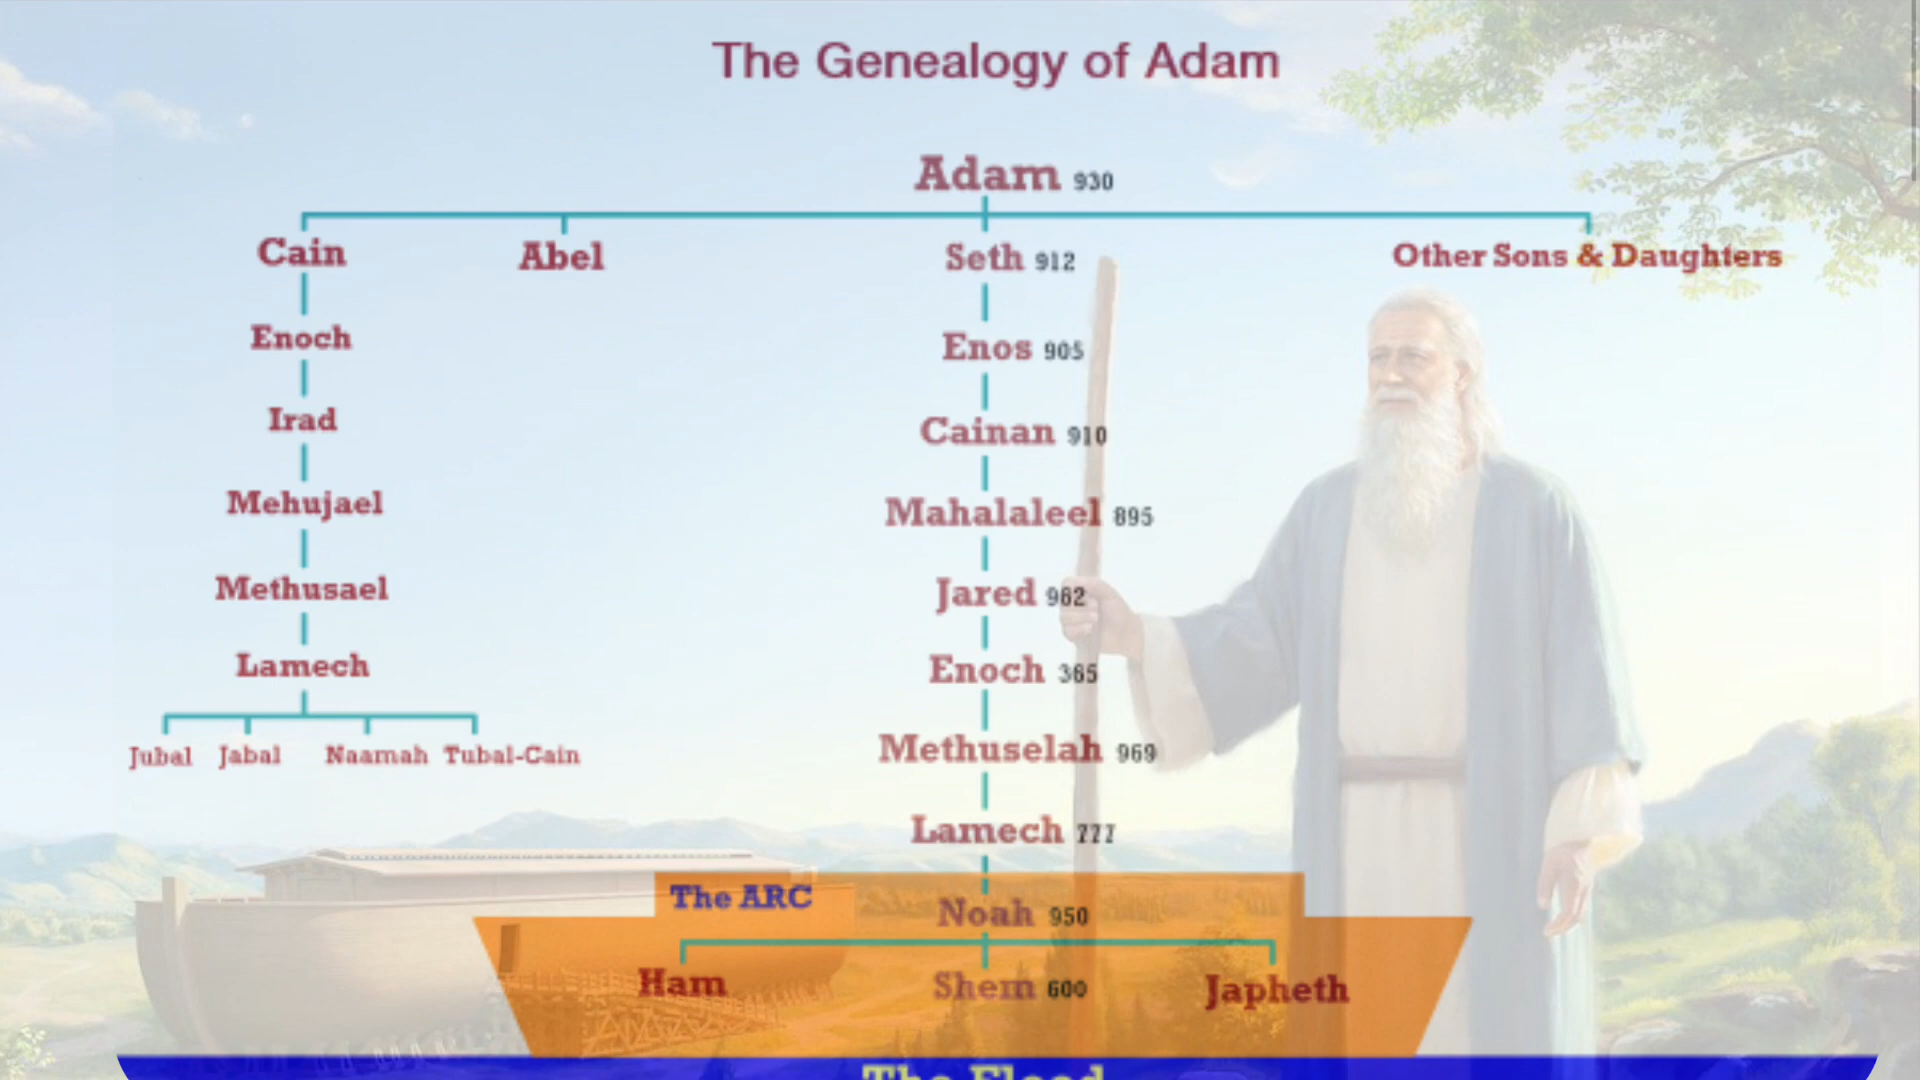 The Genealogy of Adam
Adam 930
Cain Abel Seth 912 Other Sons & Daughters
Enoch Enos 905
Irad Cainan 910
Mehujael Mahalaleel 895
Methusael Jared 962
Lamech Enoch 365
Jubal Jabal Naamah Tubal-Cain Methuselah 969
Lamech 777
The ARC Noah 950
Ham Shem 600 Japheth
The Flood